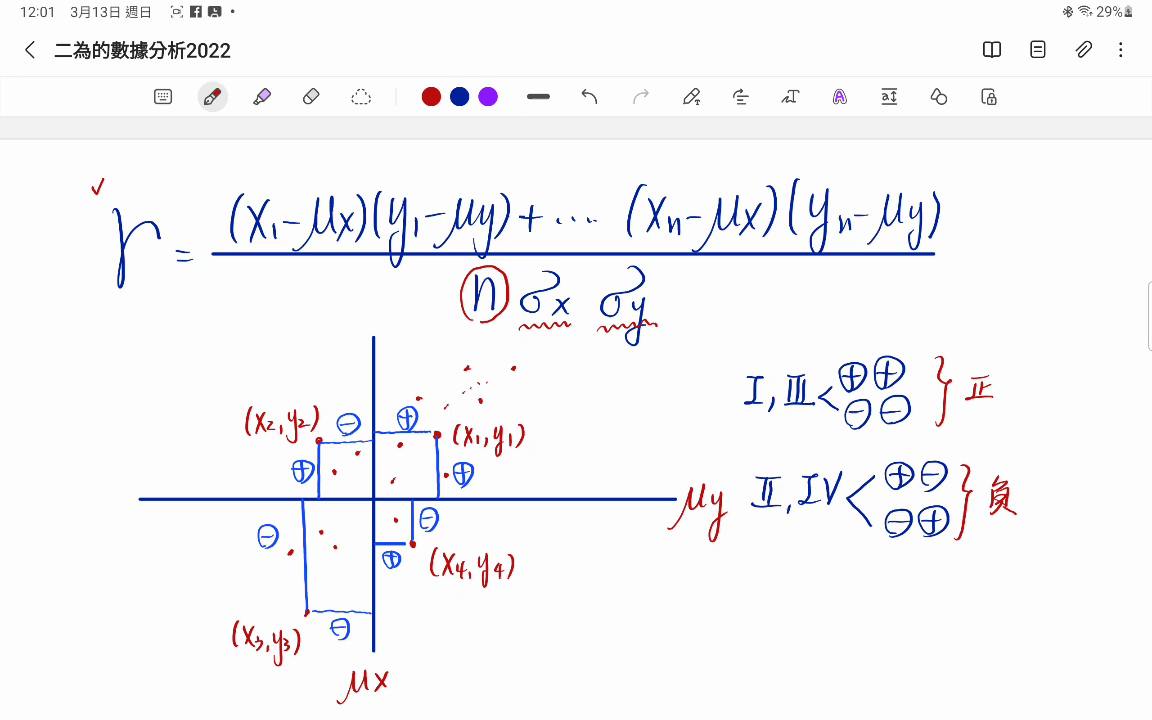 12:01 3月13日 週日 29%
二為的數據分析2022
r = (x₁-μx)(y₁-μy)+... (xn-μx)(yn-μy)
n σx σy
I, III < ⊕⊕ } 正
⊖⊖
(x₂,y₂) ⊖ ⊕ (x₁,y₁)
⊕ ⊕
μy
II, IV < ⊕⊖ } 負
⊖⊕
⊖ ⊖
⊕ (x₄,y₄)
(x₃,y₃) ⊖
μx